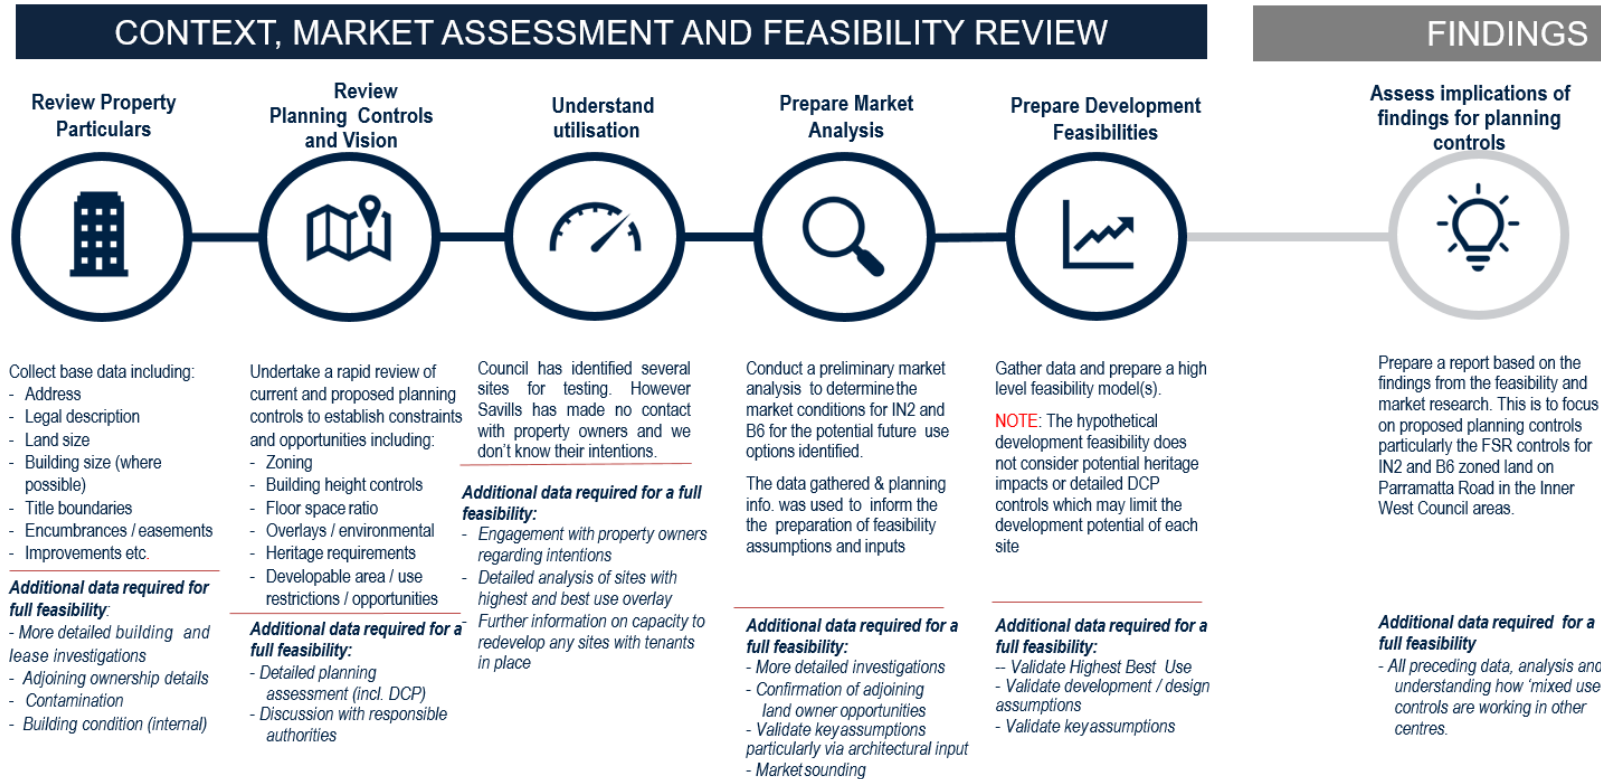 CONTEXT, MARKET ASSESSMENT AND FEASIBILITY REVIEW
FINDINGS
Review Property
Particulars
Review
Planning Controls
and Vision
Understand
utilisation
Prepare Market
Analysis
Prepare Development
Feasibilities
Assess implications of
findings for planning
controls
Collect base data including:
- Address
- Legal description
- Land size
- Building size (where
possible)
- Title boundaries
- Encumbrances / easements
- Improvements etc.
Additional data required for
full feasibility:
- More detailed building and
lease investigations
- Adjoining ownership details
- Contamination
- Building condition (internal)
Undertake a rapid review of
current and proposed planning
controls to establish constraints
and opportunities including:
- Zoning
- Building height controls
- Floor space ratio
- Overlays / environmental
- Heritage requirements
- Developable area / use
restrictions / opportunities
Additional data required for a
full feasibility:
- Detailed planning
assessment (incl. DCP)
- Discussion with responsible
authorities
Council has identified several
sites for testing. However
Savills has made no contact
with property owners and we
don't know their intentions.
Additional data required for a full
feasibility:
- Engagement with property owners
regarding intentions
- Detailed analysis of sites with
highest and best use overlay
- Further information on capacity to
redevelop any sites with tenants
in place
Conduct a preliminary market
analysis to determine the
market conditions for IN2 and
B6 for the potential future use
options identified.
The data gathered & planning
info. was used to inform the
the preparation of feasibility
assumptions and inputs
Additional data required for a
full feasibility:
- More detailed investigations
- Confirmation of adjoining
land owner opportunities
- Validate key assumptions
particularly via architectural input
- Market sounding
Gather data and prepare a high
level feasibility model(s).
NOTE: The hypothetical
development feasibility does
not consider potential heritage
impacts or detailed DCP
controls which may limit the
development potential of each
site
Additional data required for a
full feasibility:
-- Validate Highest Best Use
- Validate development / design
assumptions
- Validate key assumptions
Prepare a report based on the
findings from the feasibility and
market research. This is to focus
on proposed planning controls
particularly the FSR controls for
IN2 and B6 zoned land on
Parramatta Road in the Inner
West Council areas.
Additional data required for a
full feasibility
- All preceding data, analysis and
understanding how 'mixed use
controls are working in other
centres.